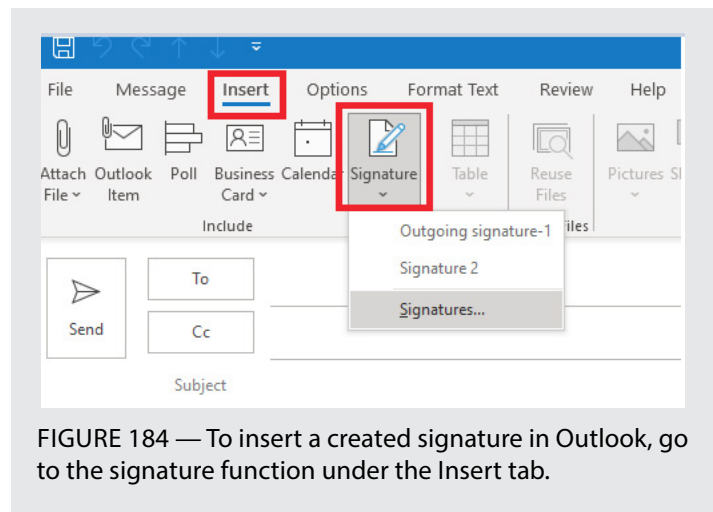 File Message Insert Options Format Text Review Help
Attach Outlook Poll Business Calendar Signature Table Reuse Pictures
File Item Card Files
Include
Outgoing signature-1
Signature 2
Signatures...
To
Send Cc
Subject
FIGURE 184 — To insert a created signature in Outlook, go
to the signature function under the Insert tab.